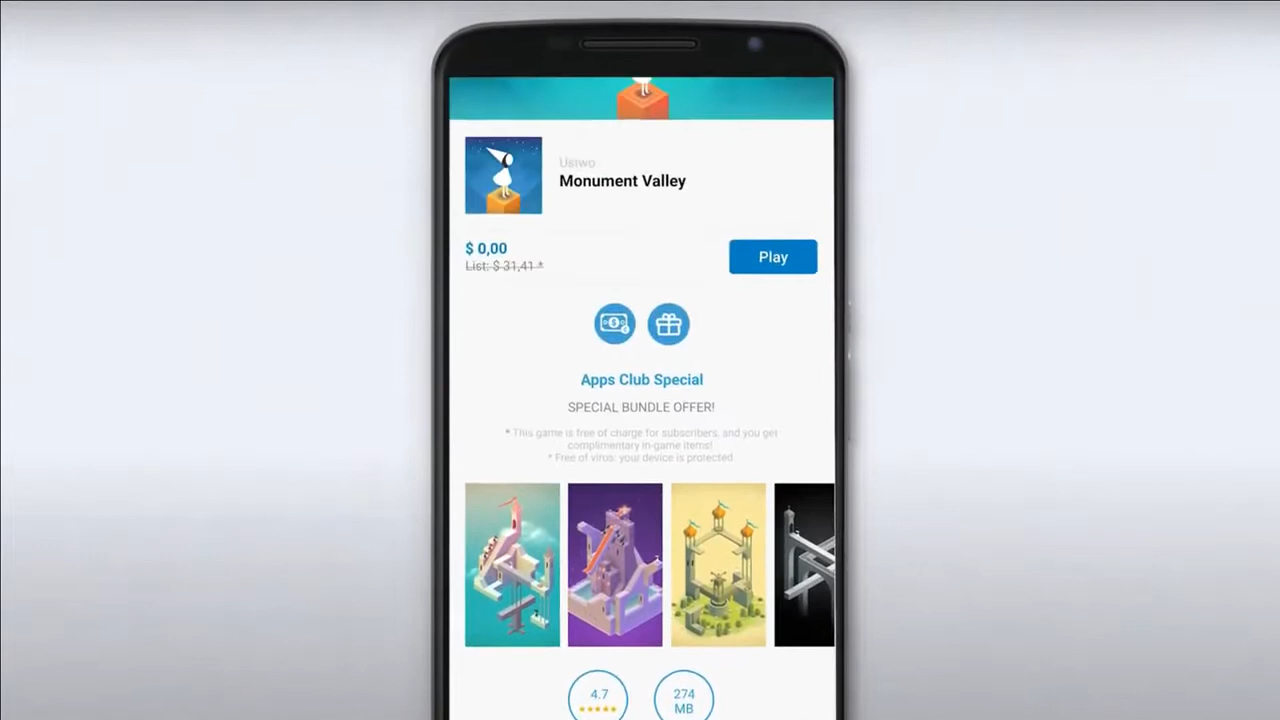 Ustwo
Monument Valley
$ 0,00
List: $ 31,41 *
Play
Apps Club Special
SPECIAL BUNDLE OFFER!
* This game is free of charge for subscribers, and you get
complimentary in-game items!
* Free of virus: your device is protected
4.7
274
MB